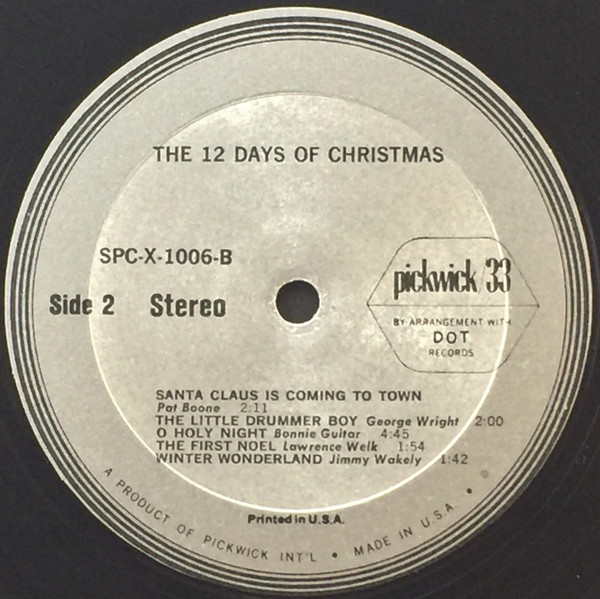 THE 12 DAYS OF CHRISTMAS
SPC-X-1006-B
Side 2 Stereo
pickwick/33
BY ARRANGEMENT WITH
DOT
RECORDS
SANTA CLAUS IS COMING TO TOWN
Pat Boone 2:11
THE LITTLE DRUMMER BOY George Wright 2:00
O HOLY NIGHT Bonnie Guitar 4:45
THE FIRST NOEL Lawrence Welk 1:54
WINTER WONDERLAND Jimmy Wakely 1:42
Printed in U.S.A.
A PRODUCT OF PICKWICK INT'L • MADE IN U.S.A. •